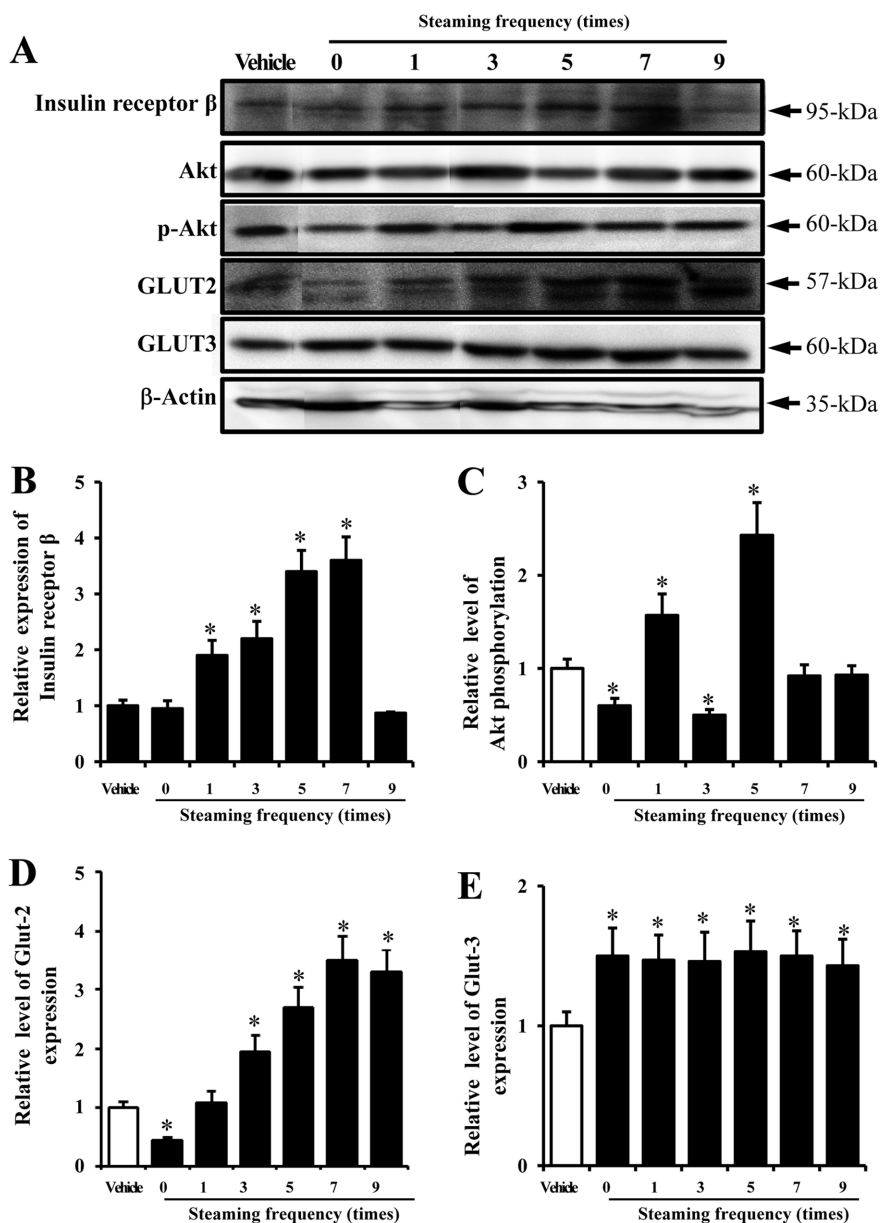 Steaming frequency (times)
A
Vehicle 0 1 3 5 7 9
Insulin receptor β 95-kDa
Akt 60-kDa
p-Akt 60-kDa
GLUT2 57-kDa
GLUT3 60-kDa
β-Actin 35-kDa
B
Relative expression of
Insulin receptor β
5
4
3
2
1
0
* * * *
Vehicle 0 1 3 5 7 9
Steaming frequency (times)
C
Relative level of
Akt phosphorylation
3
2
1
0
* * * *
Vehicle 0 1 3 5 7 9
Steaming frequency (times)
D
Relative level of Glut-2
expression
5
4
3
2
1
0
* * * * *
Vehicle 0 1 3 5 7 9
Steaming frequency (times)
E
Relative level of Glut-3
expression
2
1
0
* * * * * *
Vehicle 0 1 3 5 7 9
Steaming frequency (times)